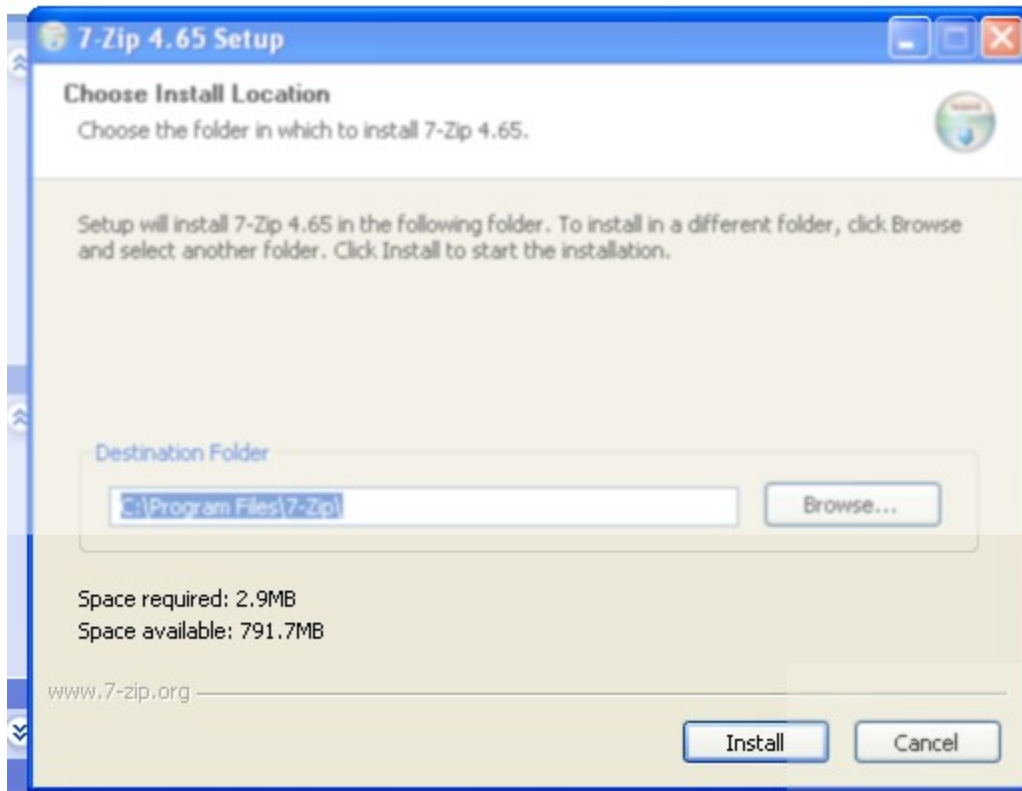 7-Zip 4.65 Setup
Choose Install Location
Choose the folder in which to install 7-Zip 4.65.
Setup will install 7-Zip 4.65 in the following folder. To install in a different folder, click Browse
and select another folder. Click Install to start the installation.
Destination Folder
C:\Program Files\7-Zip\
Browse...
Space required: 2.9MB
Space available: 791.7MB
www.7-zip.org
Install
Cancel